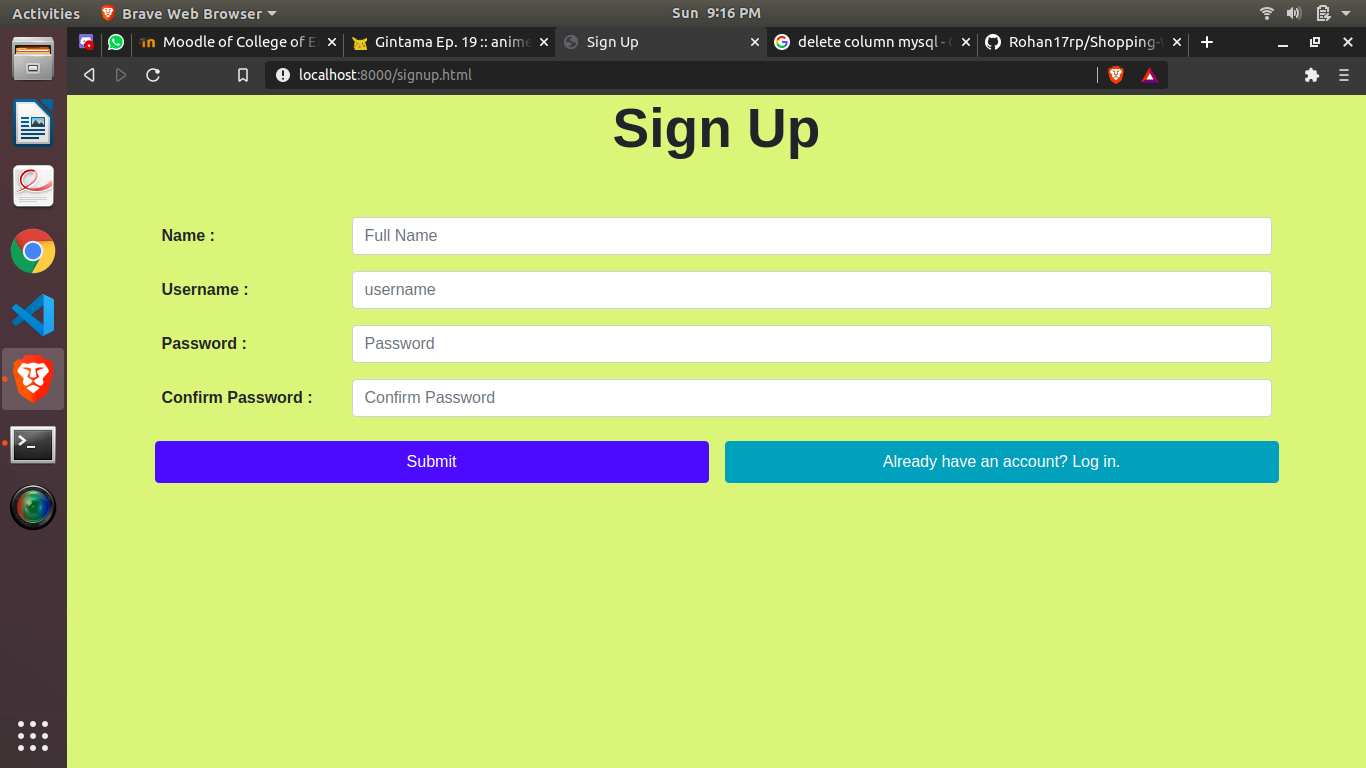 Activities Brave Web Browser Sun 9:16 PM
Moodle of College of E Gintama Ep. 19 :: anime Sign Up delete column mysql - Rohan17rp/Shopping-
localhost:8000/signup.html
Sign Up
Name : Full Name
Username : username
Password : Password
Confirm Password : Confirm Password
Submit Already have an account? Log in.